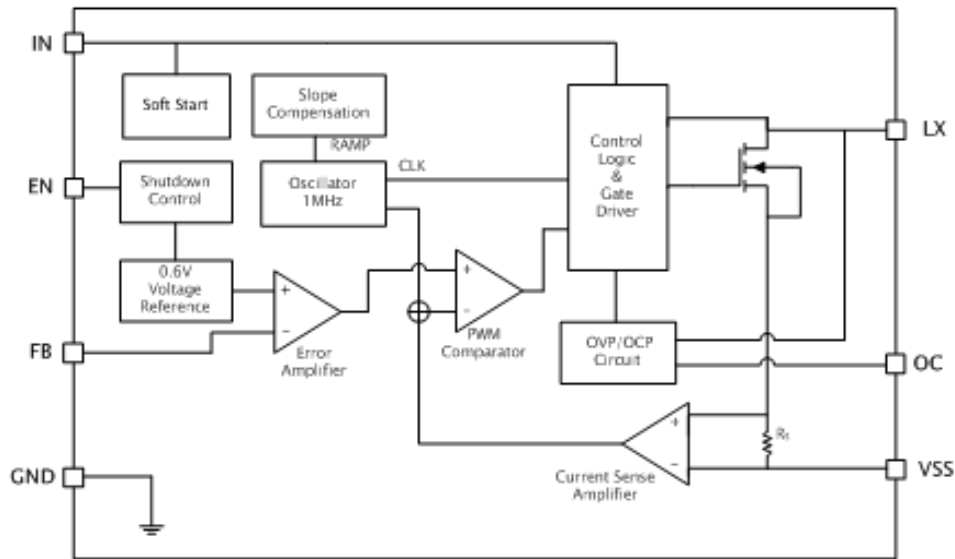 IN
Soft Start
Slope
Compensation
RAMP
CLK
Control
Logic
&
Gate
Driver
LX
EN
Shutdown
Control
Oscillator
1MHz
0.6V
Voltage
Reference
+
−
+
−
PWM
Comparator
FB
Error
Amplifier
OVP/OCP
Circuit
OC
+
−
Rs
GND
Current Sense
Amplifier
VSS